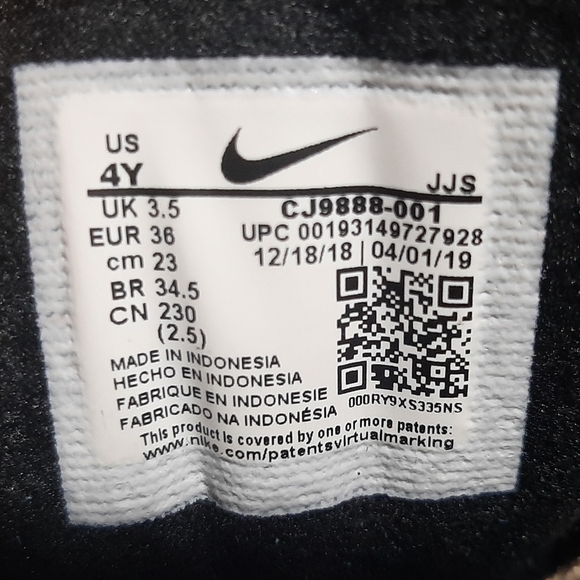 US
4Y
JJS
UK 3.5
CJ9888-001
EUR 36
UPC 00193149727928
cm 23
12/18/18 | 04/01/19
BR 34.5
CN 230
(2.5)
MADE IN INDONESIA
HECHO EN INDONESIA
FABRIQUE EN INDONESIE
FABRICADO NA INDONÉSIA
000RY9XS335NS
This product is covered by one or more patents:
www.nike.com/patentsvirtualmarking